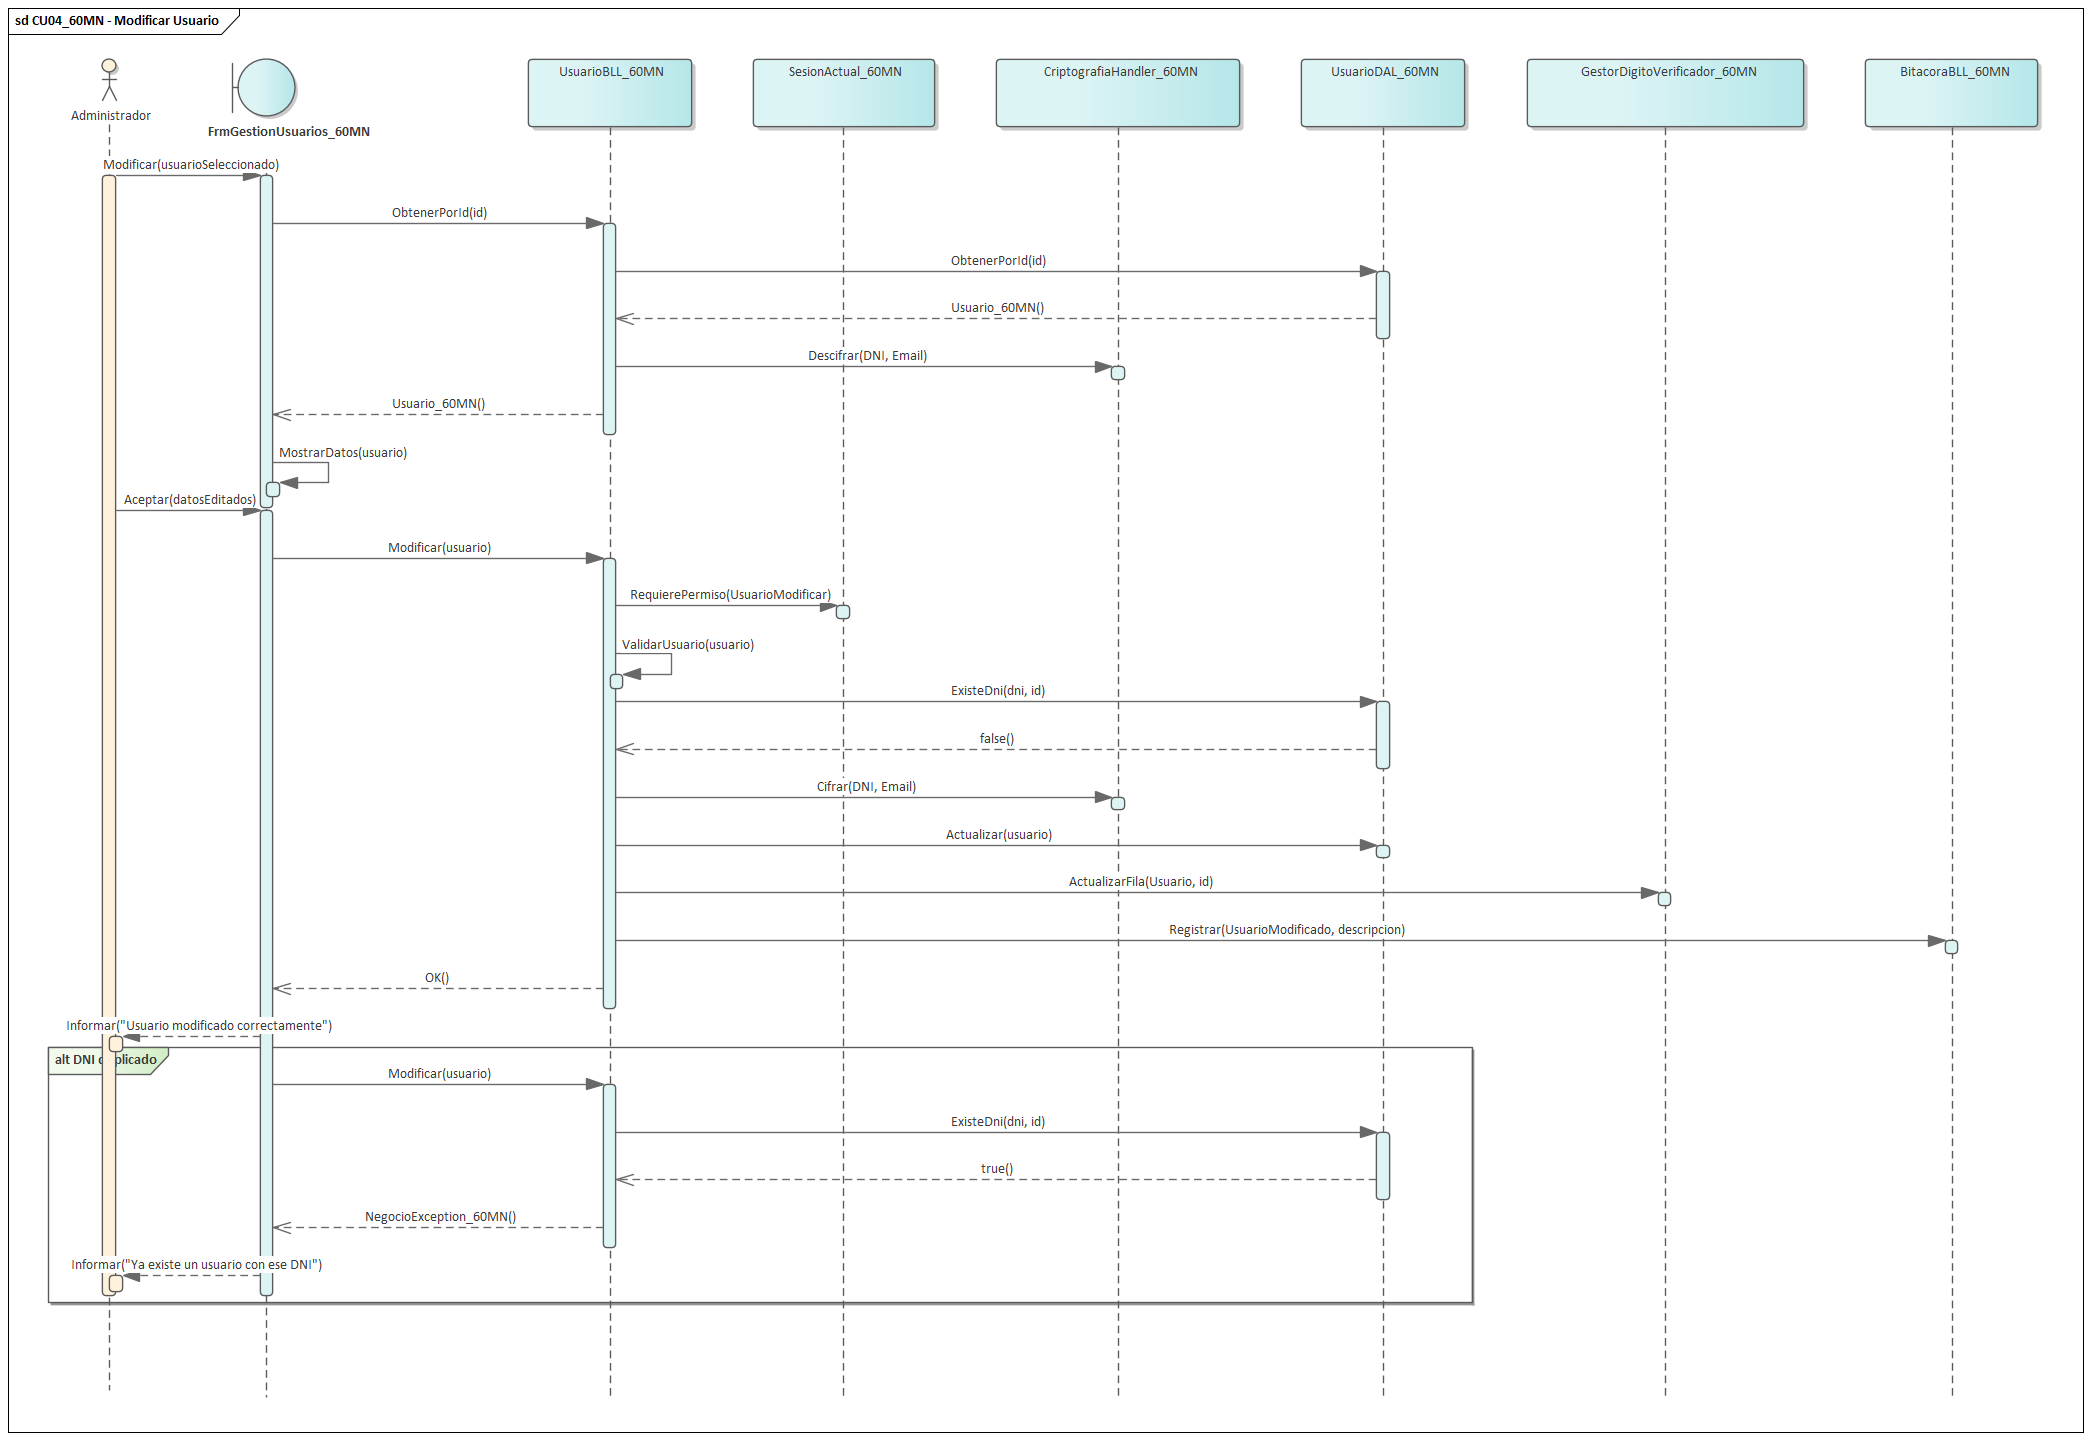 sd CU04_60MN - Modificar Usuario
Administrador
FrmGestionUsuarios_60MN
UsuarioBLL_60MN
SesionActual_60MN
CriptografiaHandler_60MN
UsuarioDAL_60MN
GestorDigitoVerificador_60MN
BitacoraBLL_60MN
Modificar(usuarioSeleccionado)
ObtenerPorId(id)
ObtenerPorId(id)
Usuario_60MN()
Descifrar(DNI, Email)
Usuario_60MN()
MostrarDatos(usuario)
Aceptar(datosEditados)
Modificar(usuario)
RequierePermiso(UsuarioModificar)
ValidarUsuario(usuario)
ExisteDni(dni, id)
false()
Cifrar(DNI, Email)
Actualizar(usuario)
ActualizarFila(Usuario, id)
Registrar(UsuarioModificado, descripcion)
OK()
Informar("Usuario modificado correctamente")
alt DNI duplicado
Modificar(usuario)
ExisteDni(dni, id)
true()
NegocioException_60MN()
Informar("Ya existe un usuario con ese DNI")